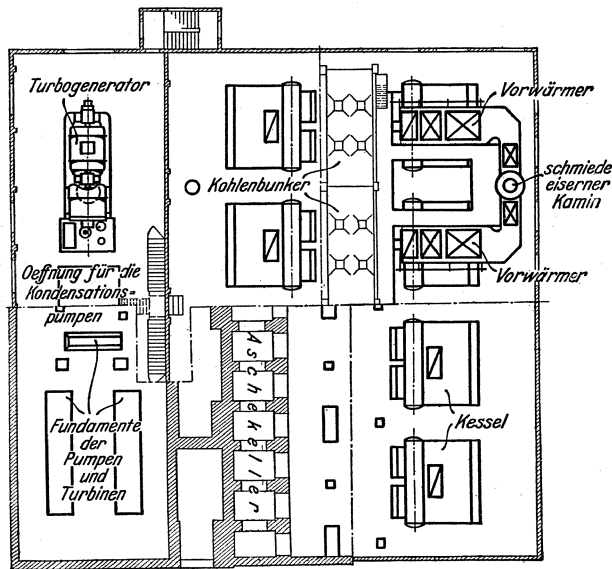 Turbogenerator
Vorwärmer
Kohlenbunker
schmiede
eiserner
Kamin
Oeffnung für die
Kondensations-
pumpen
Vorwärmer
Aschekeller
Fundamente
der
Pumpen
und
Turbinen
Kessel